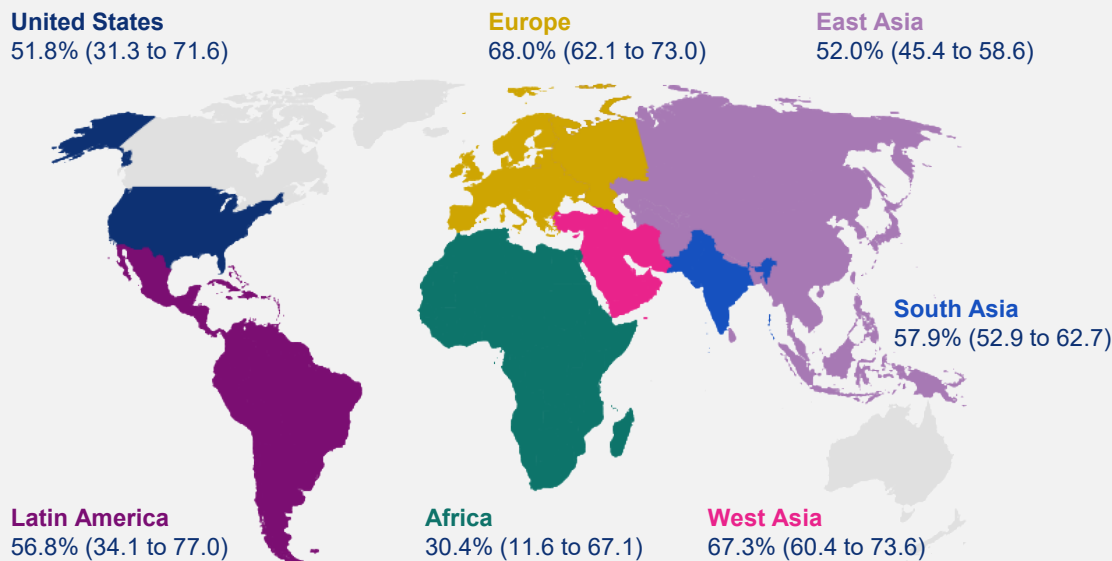 United States
51.8% (31.3 to 71.6)
Europe
68.0% (62.1 to 73.0)
East Asia
52.0% (45.4 to 58.6)
South Asia
57.9% (52.9 to 62.7)
Latin America
56.8% (34.1 to 77.0)
Africa
30.4% (11.6 to 67.1)
West Asia
67.3% (60.4 to 73.6)